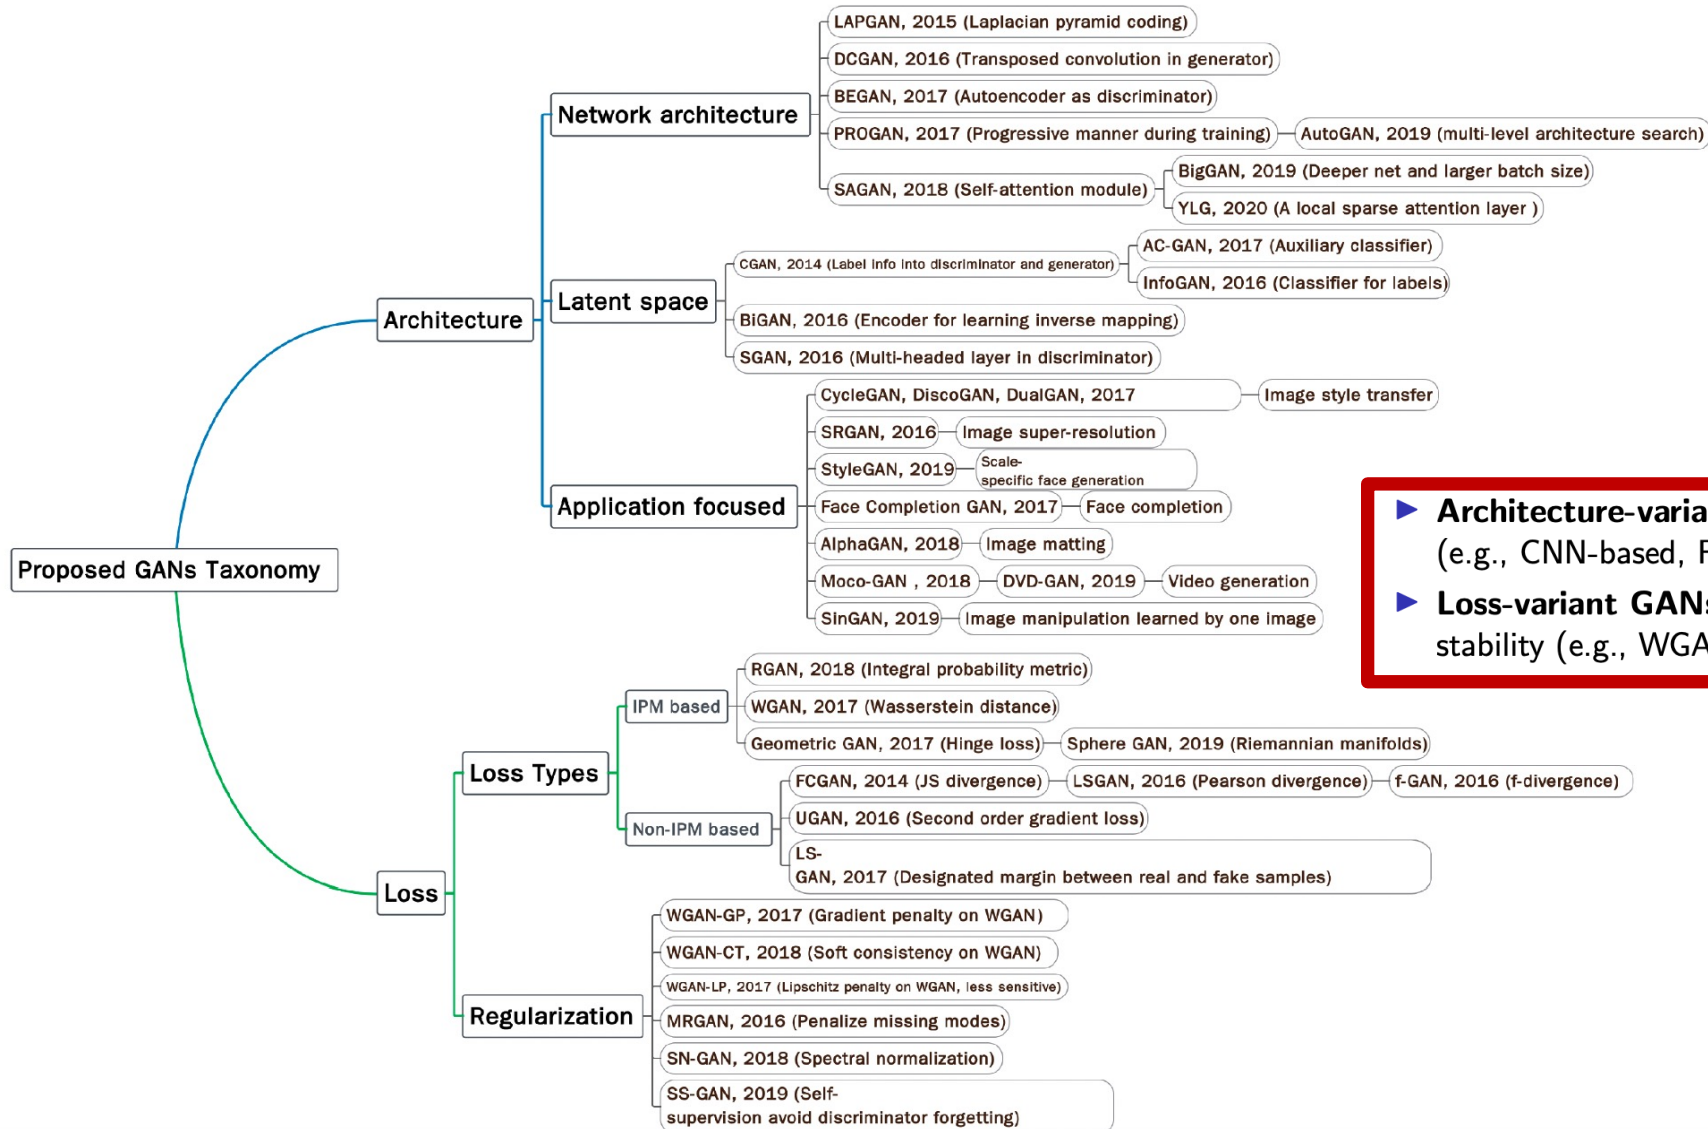 Proposed GANs Taxonomy
Architecture
Network architecture
LAPGAN, 2015 (Laplacian pyramid coding)
DCGAN, 2016 (Transposed convolution in generator)
BEGAN, 2017 (Autoencoder as discriminator)
PROGAN, 2017 (Progressive manner during training)
AutoGAN, 2019 (multi-level architecture search)
SAGAN, 2018 (Self-attention module)
BigGAN, 2019 (Deeper net and larger batch size)
YLG, 2020 (A local sparse attention layer )
Latent space
CGAN, 2014 (Label info into discriminator and generator)
AC-GAN, 2017 (Auxiliary classifier)
InfoGAN, 2016 (Classifier for labels)
BiGAN, 2016 (Encoder for learning inverse mapping)
SGAN, 2016 (Multi-headed layer in discriminator)
Application focused
CycleGAN, DiscoGAN, DualGAN, 2017
Image style transfer
SRGAN, 2016
Image super-resolution
StyleGAN, 2019
Scale-
specific face generation
Face Completion GAN, 2017
Face completion
AlphaGAN, 2018
Image matting
Moco-GAN , 2018
DVD-GAN, 2019
Video generation
SinGAN, 2019
Image manipulation learned by one image
Loss
Loss Types
IPM based
RGAN, 2018 (Integral probability metric)
WGAN, 2017 (Wasserstein distance)
Geometric GAN, 2017 (Hinge loss)
Sphere GAN, 2019 (Riemannian manifolds)
Non-IPM based
FCGAN, 2014 (JS divergence)
LSGAN, 2016 (Pearson divergence)
f-GAN, 2016 (f-divergence)
UGAN, 2016 (Second order gradient loss)
LS-
GAN, 2017 (Designated margin between real and fake samples)
Regularization
WGAN-GP, 2017 (Gradient penalty on WGAN)
WGAN-CT, 2018 (Soft consistency on WGAN)
WGAN-LP, 2017 (Lipschitz penalty on WGAN, less sensitive)
MRGAN, 2016 (Penalize missing modes)
SN-GAN, 2018 (Spectral normalization)
SS-GAN, 2019 (Self-
supervision avoid discriminator forgetting)
Architecture-varia
(e.g., CNN-based,
Loss-variant GANs
stability (e.g., WGA